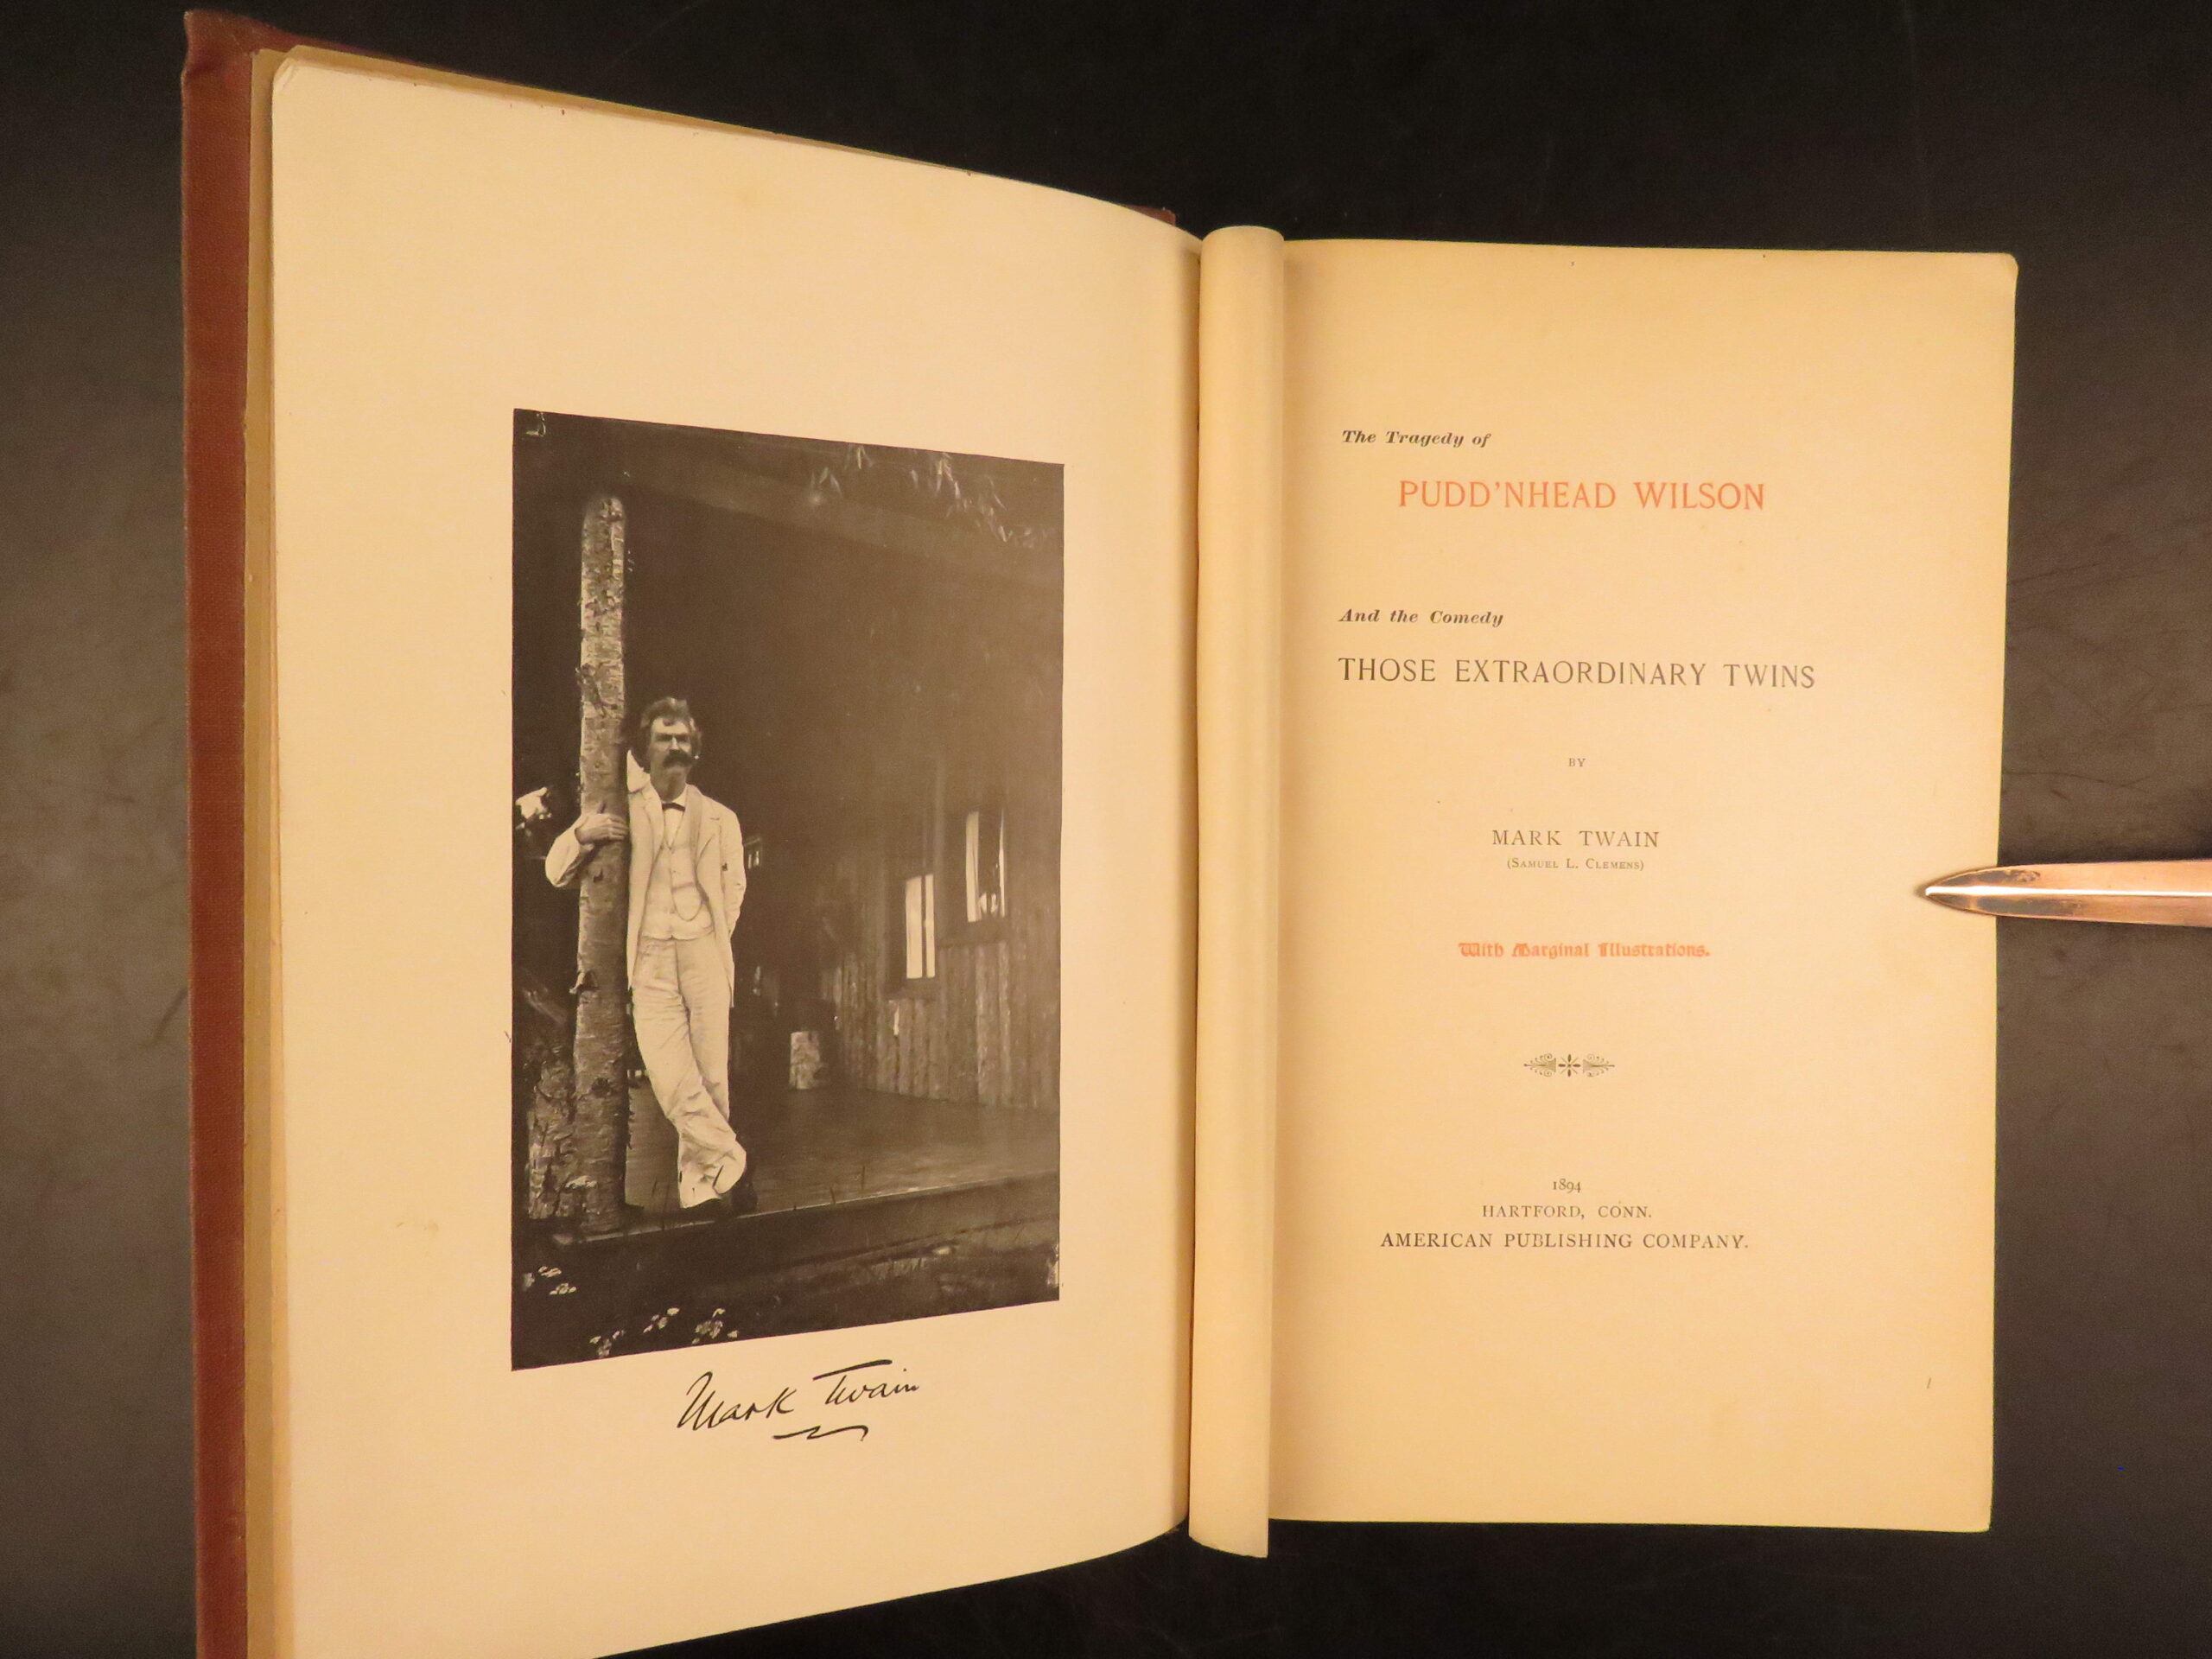 Mark Twain
The Tragedy of
PUDD'NHEAD WILSON
And the Comedy
THOSE EXTRAORDINARY TWINS
BY
MARK TWAIN
(SAMUEL L. CLEMENS)
With Marginal Illustrations.
1894
HARTFORD, CONN.
AMERICAN PUBLISHING COMPANY.